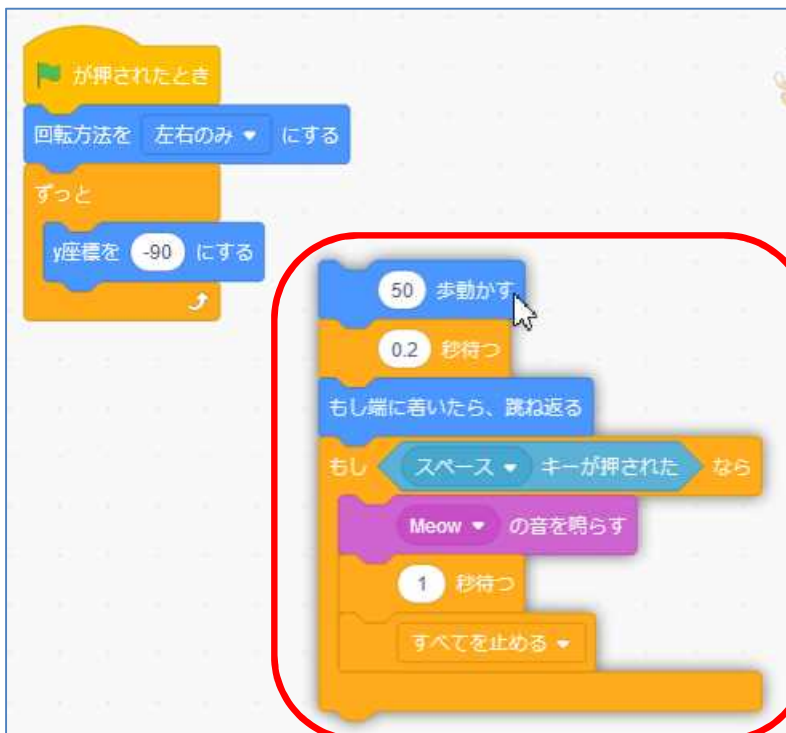 が押されたとき
回転方法を 左右のみ にする
ずっと
y座標を -90 にする
50 歩動かす
0.2 秒待つ
もし端に着いたら、跳ね返る
もし スペース キーが押された なら
Meow の音を鳴らす
1 秒待つ
すべてを止める